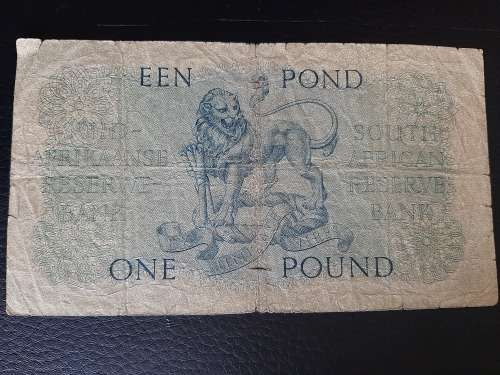 EEN POND
SUID- SOUTH
AFRIKAANSE AFRICAN
RESERVE- RESERVE
BANK BANK
ONE POUND